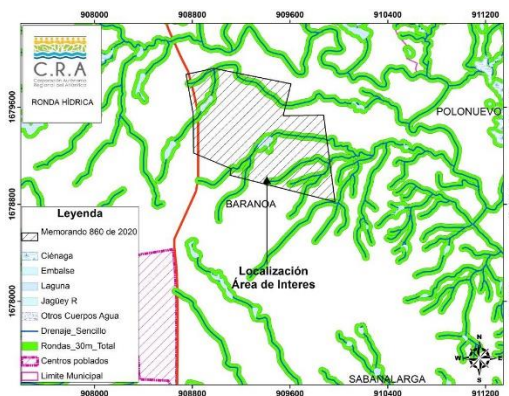 908000 908800 909600 910400 911200
C.R.A
Corporación Autónoma
Regional del Atlántico
RONDA HÍDRICA
1679600
1678800
1678000
POLONUEVO
BARANOA
Localización
Área de Interes
SABANALARGA
Leyenda
Memorando 860 de 2020
Ciénaga
Embalse
Laguna
Jagüey R
Otros Cuerpos Agua
Drenaje_Sencillo
Rondas_30m_Total
Centros poblados
Limite Municipal
N
W E
S
908000 908800 909600 910400 911200